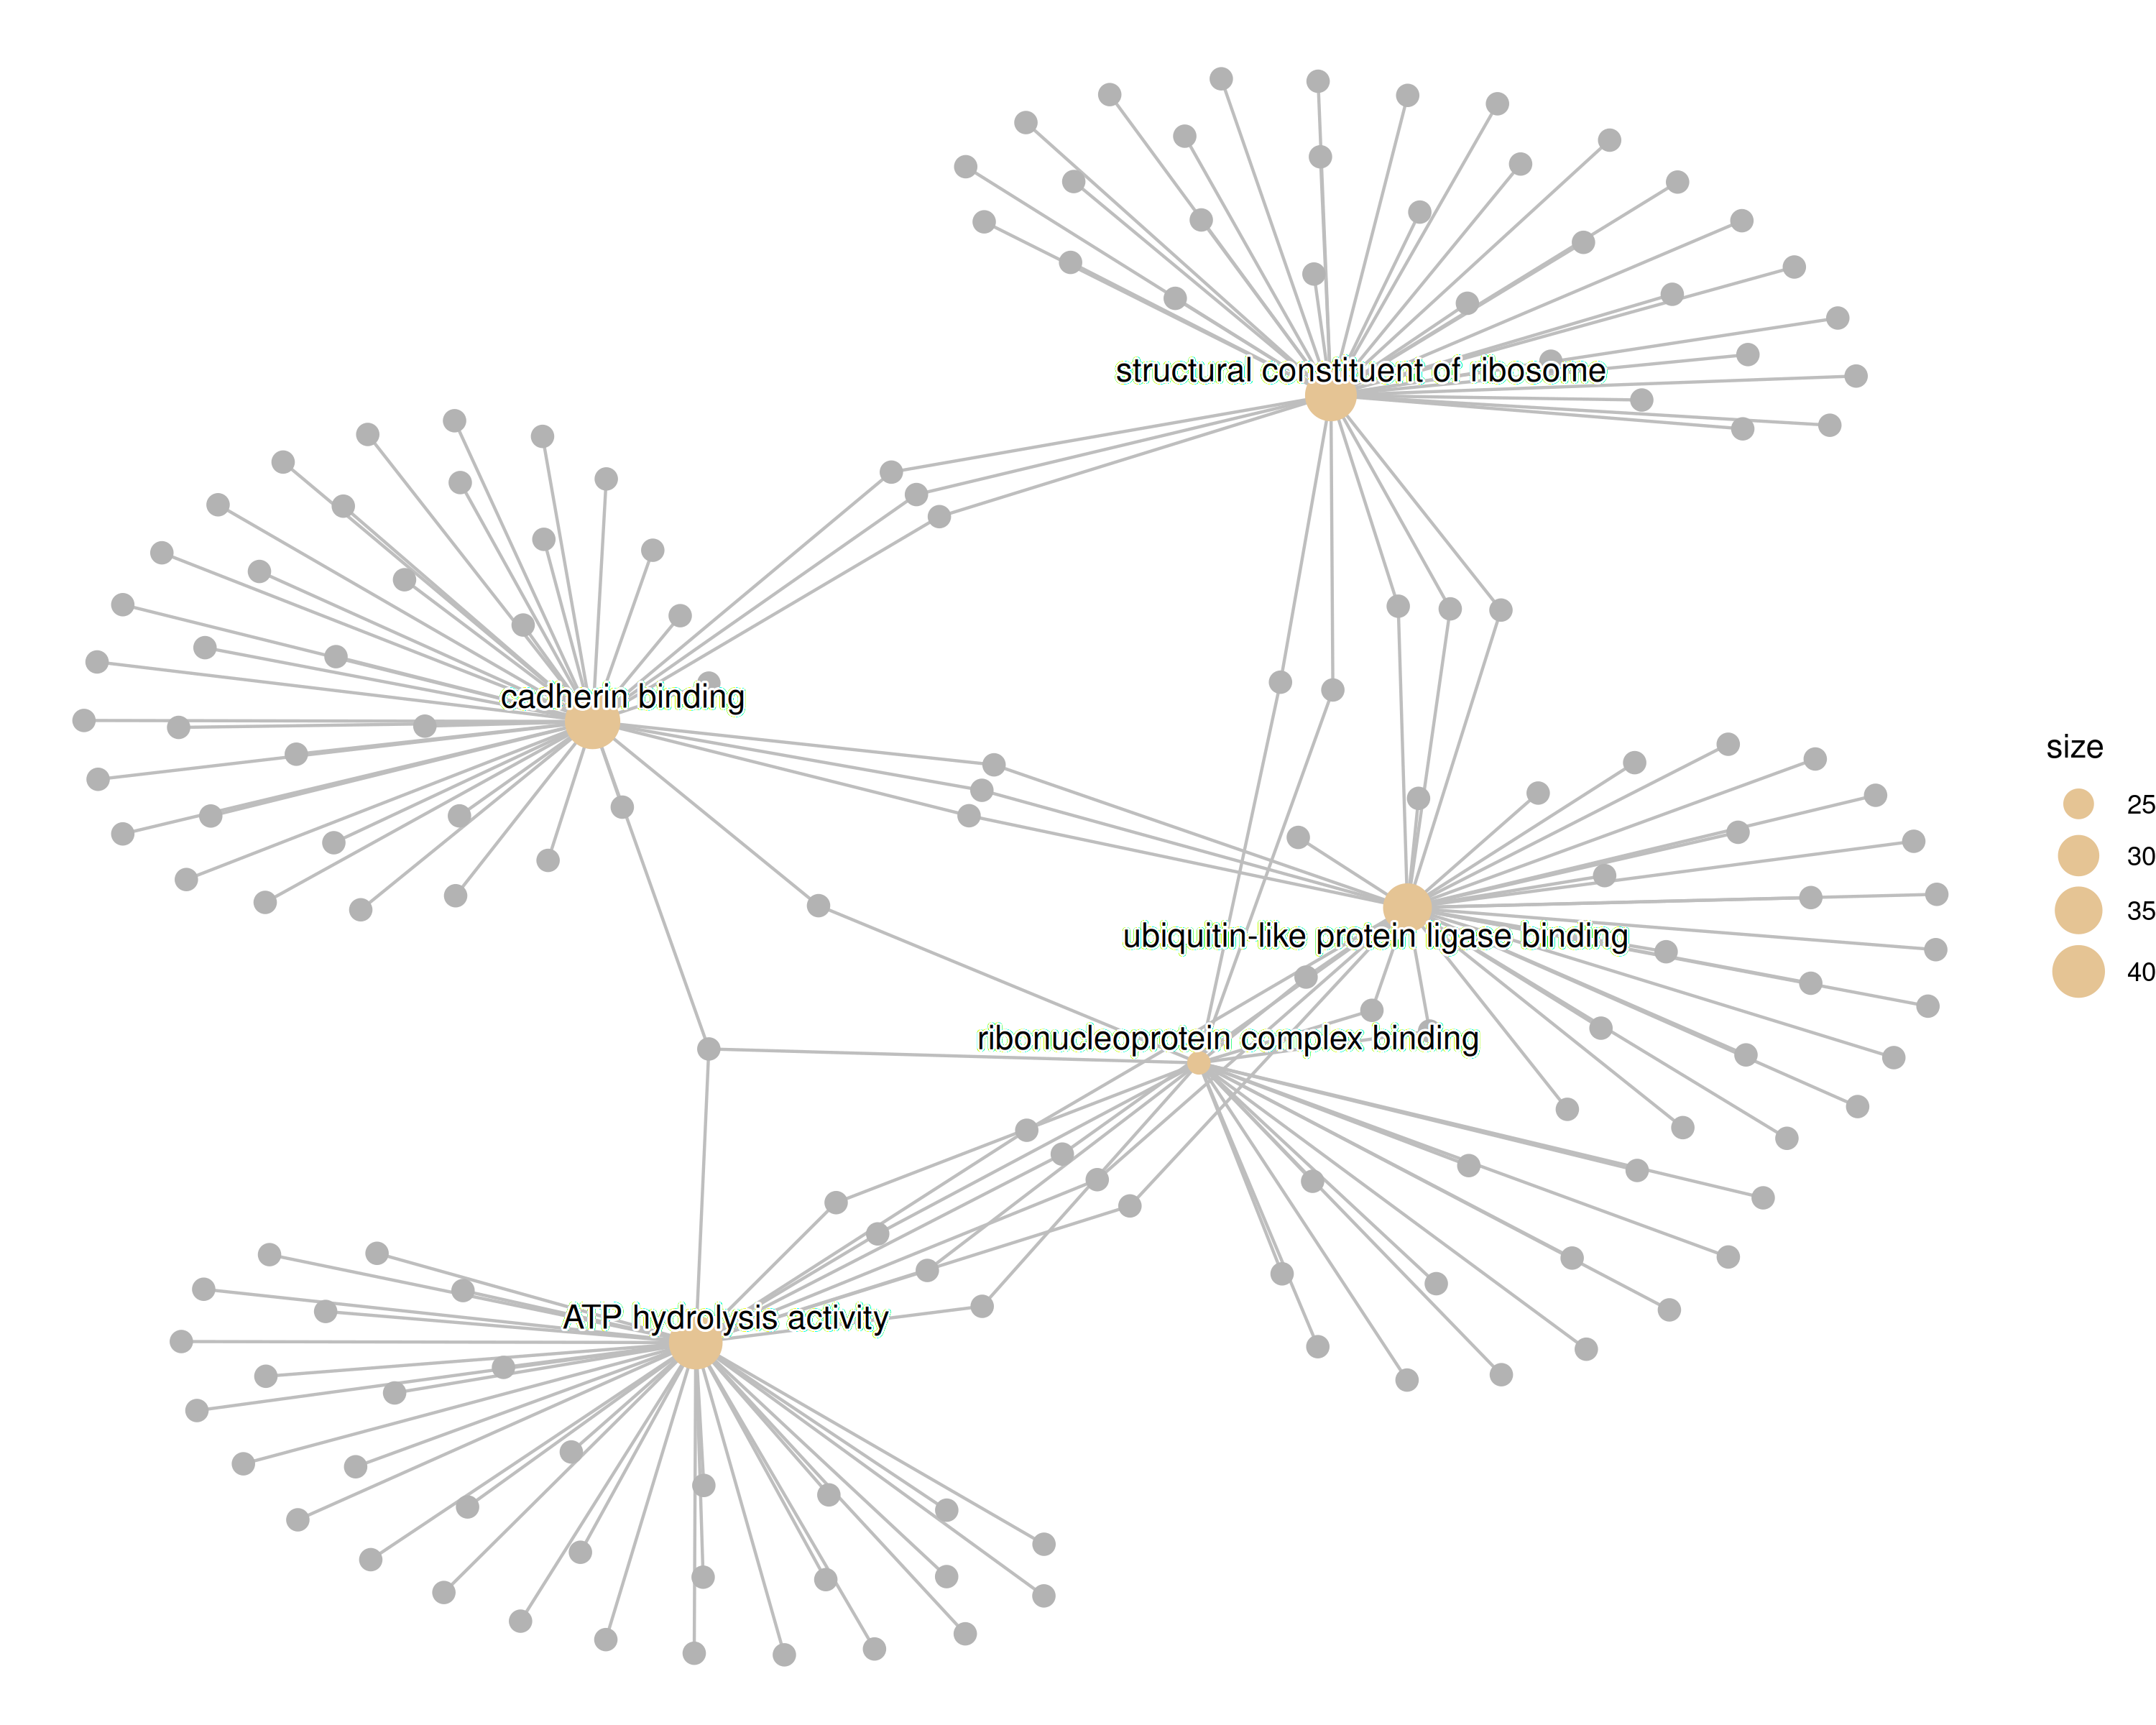 structural constituent of ribosome
cadherin binding
size
25
30
35
40
ubiquitin-like protein ligase binding
ribonucleoprotein complex binding
ATP hydrolysis activity